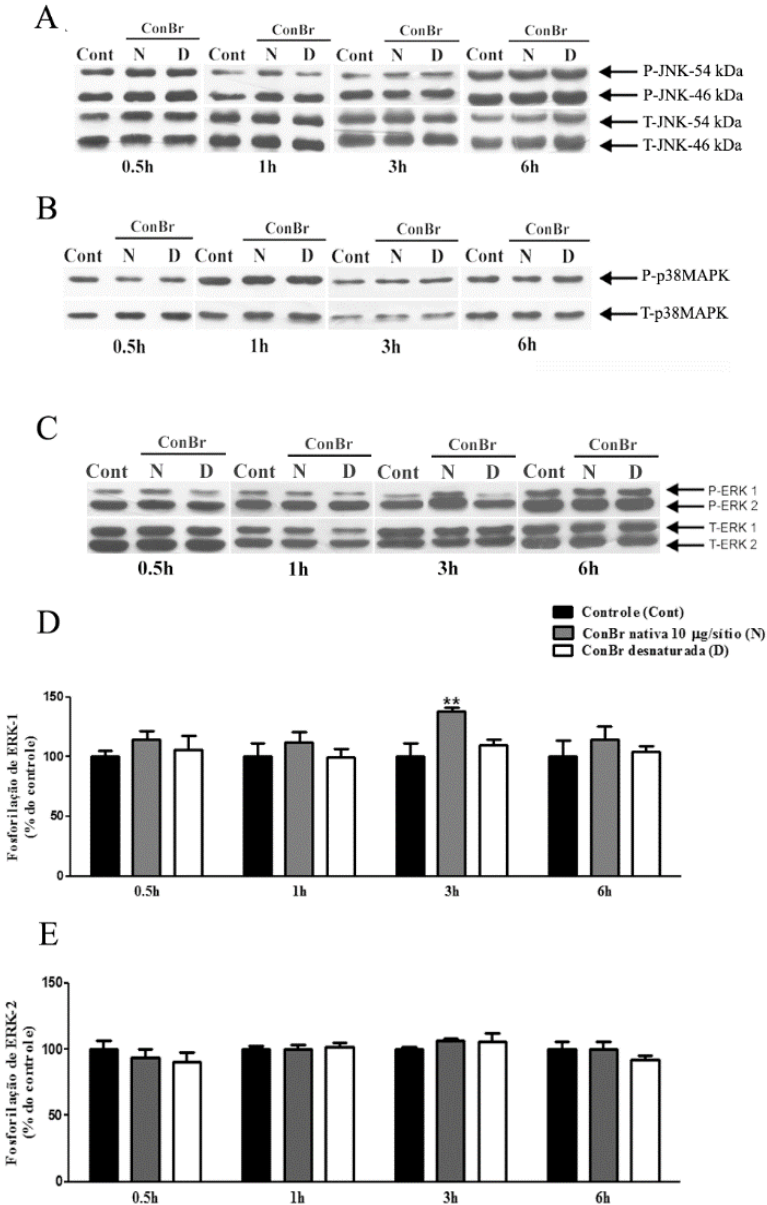 A
ConBr ConBr ConBr ConBr
Cont N D Cont N D Cont N D Cont N D
P-JNK-54 kDa
P-JNK-46 kDa
T-JNK-54 kDa
T-JNK-46 kDa
0.5h 1h 3h 6h
B
ConBr ConBr ConBr ConBr
Cont N D Cont N D Cont N D Cont N D
P-p38MAPK
T-p38MAPK
0.5h 1h 3h 6h
C
ConBr ConBr ConBr ConBr
Cont N D Cont N D Cont N D Cont N D
P-ERK 1
P-ERK 2
T-ERK 1
T-ERK 2
0.5h 1h 3h 6h
D
Controle (Cont)
ConBr nativa 10 µg/sítio (N)
ConBr desnaturada (D)
Fosforilação de ERK-1
(% do controle)
150
100
50
0
**
0.5h 1h 3h 6h
E
Fosforilação de ERK-2
(% do controle)
150
100
50
0
0.5h 1h 3h 6h